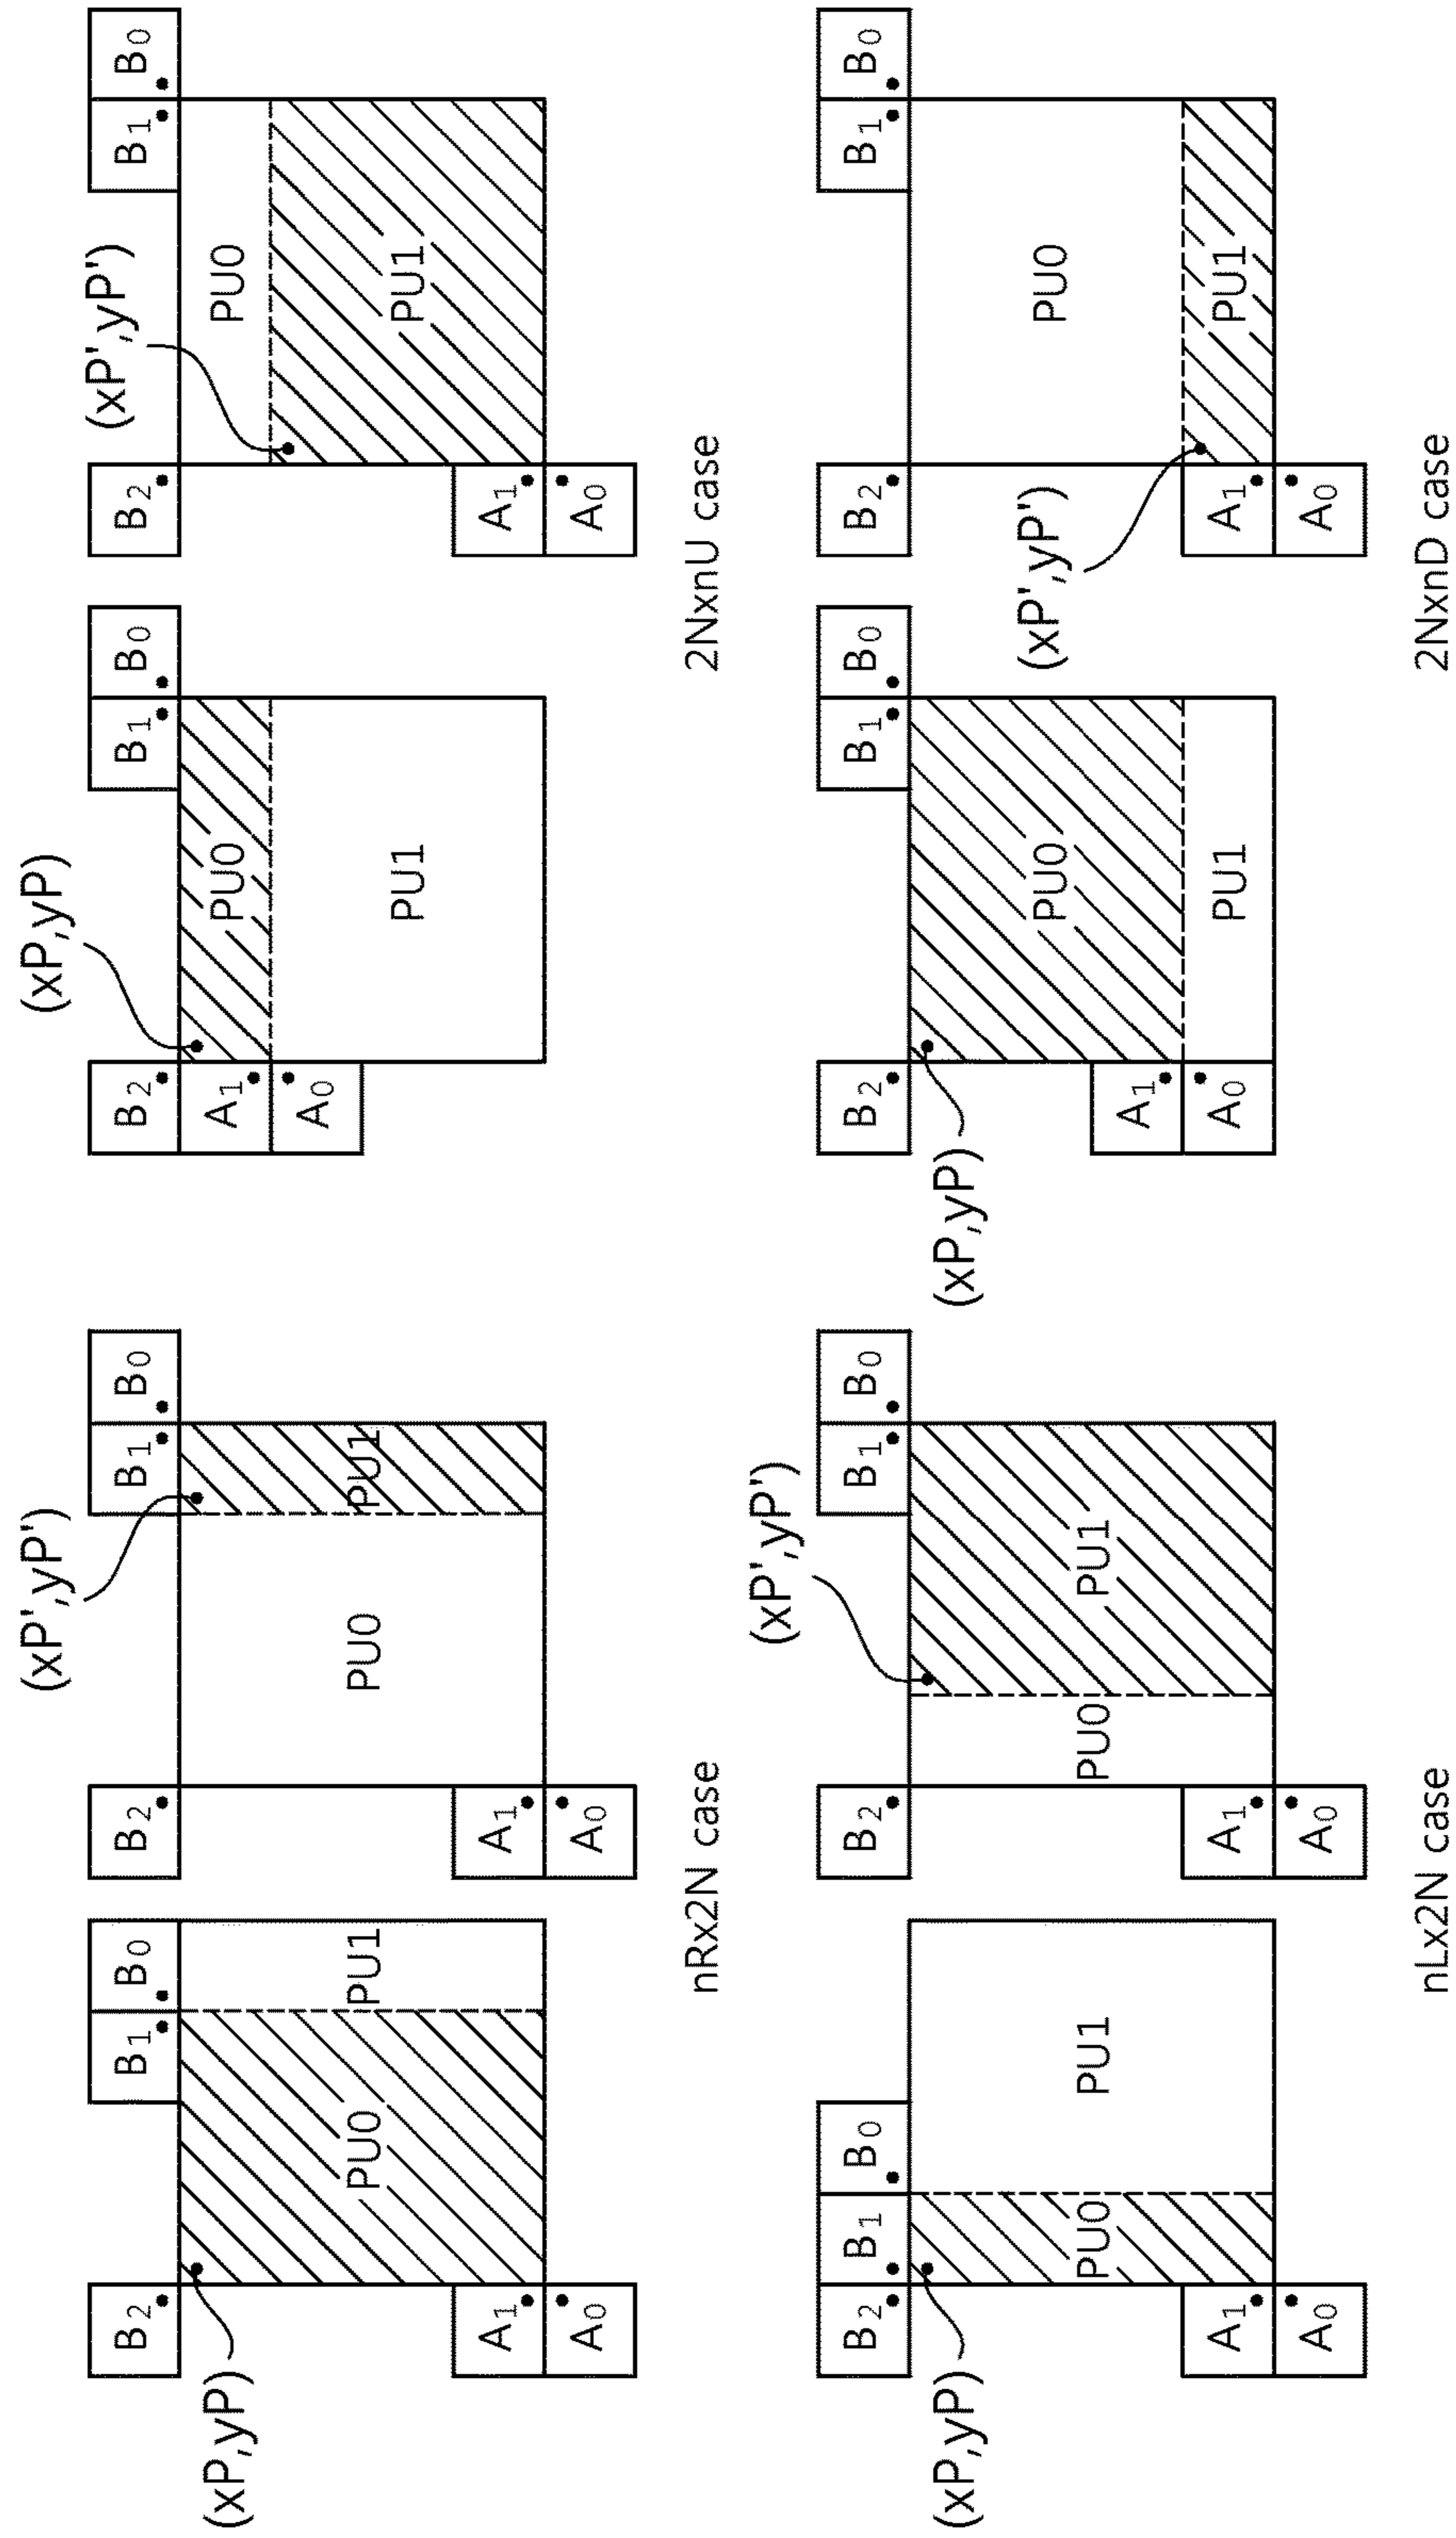 B2 B1 B0
(xP,yP)
PU0 PU1
A1
A0
(xP',yP')
B2 B1 B0
PU0 PU1
A1
A0
nRx2N case
(xP,yP)
B2 B1 B0
A1 PU0
A0
PU1
(xP',yP')
B2 B1 B0
PU0
PU1
A1
A0
2NxnU case
B2 B1 B0
(xP,yP)
PU0 PU1
A1
A0
(xP',yP')
B2 B1 B0
PU0 PU1
A1
A0
nLx2N case
B2 B1 B0
(xP,yP)
PU0
A1
A0 PU1
B2 B1 B0
PU0
(xP',yP')
A1 PU1
A0
2NxnD case